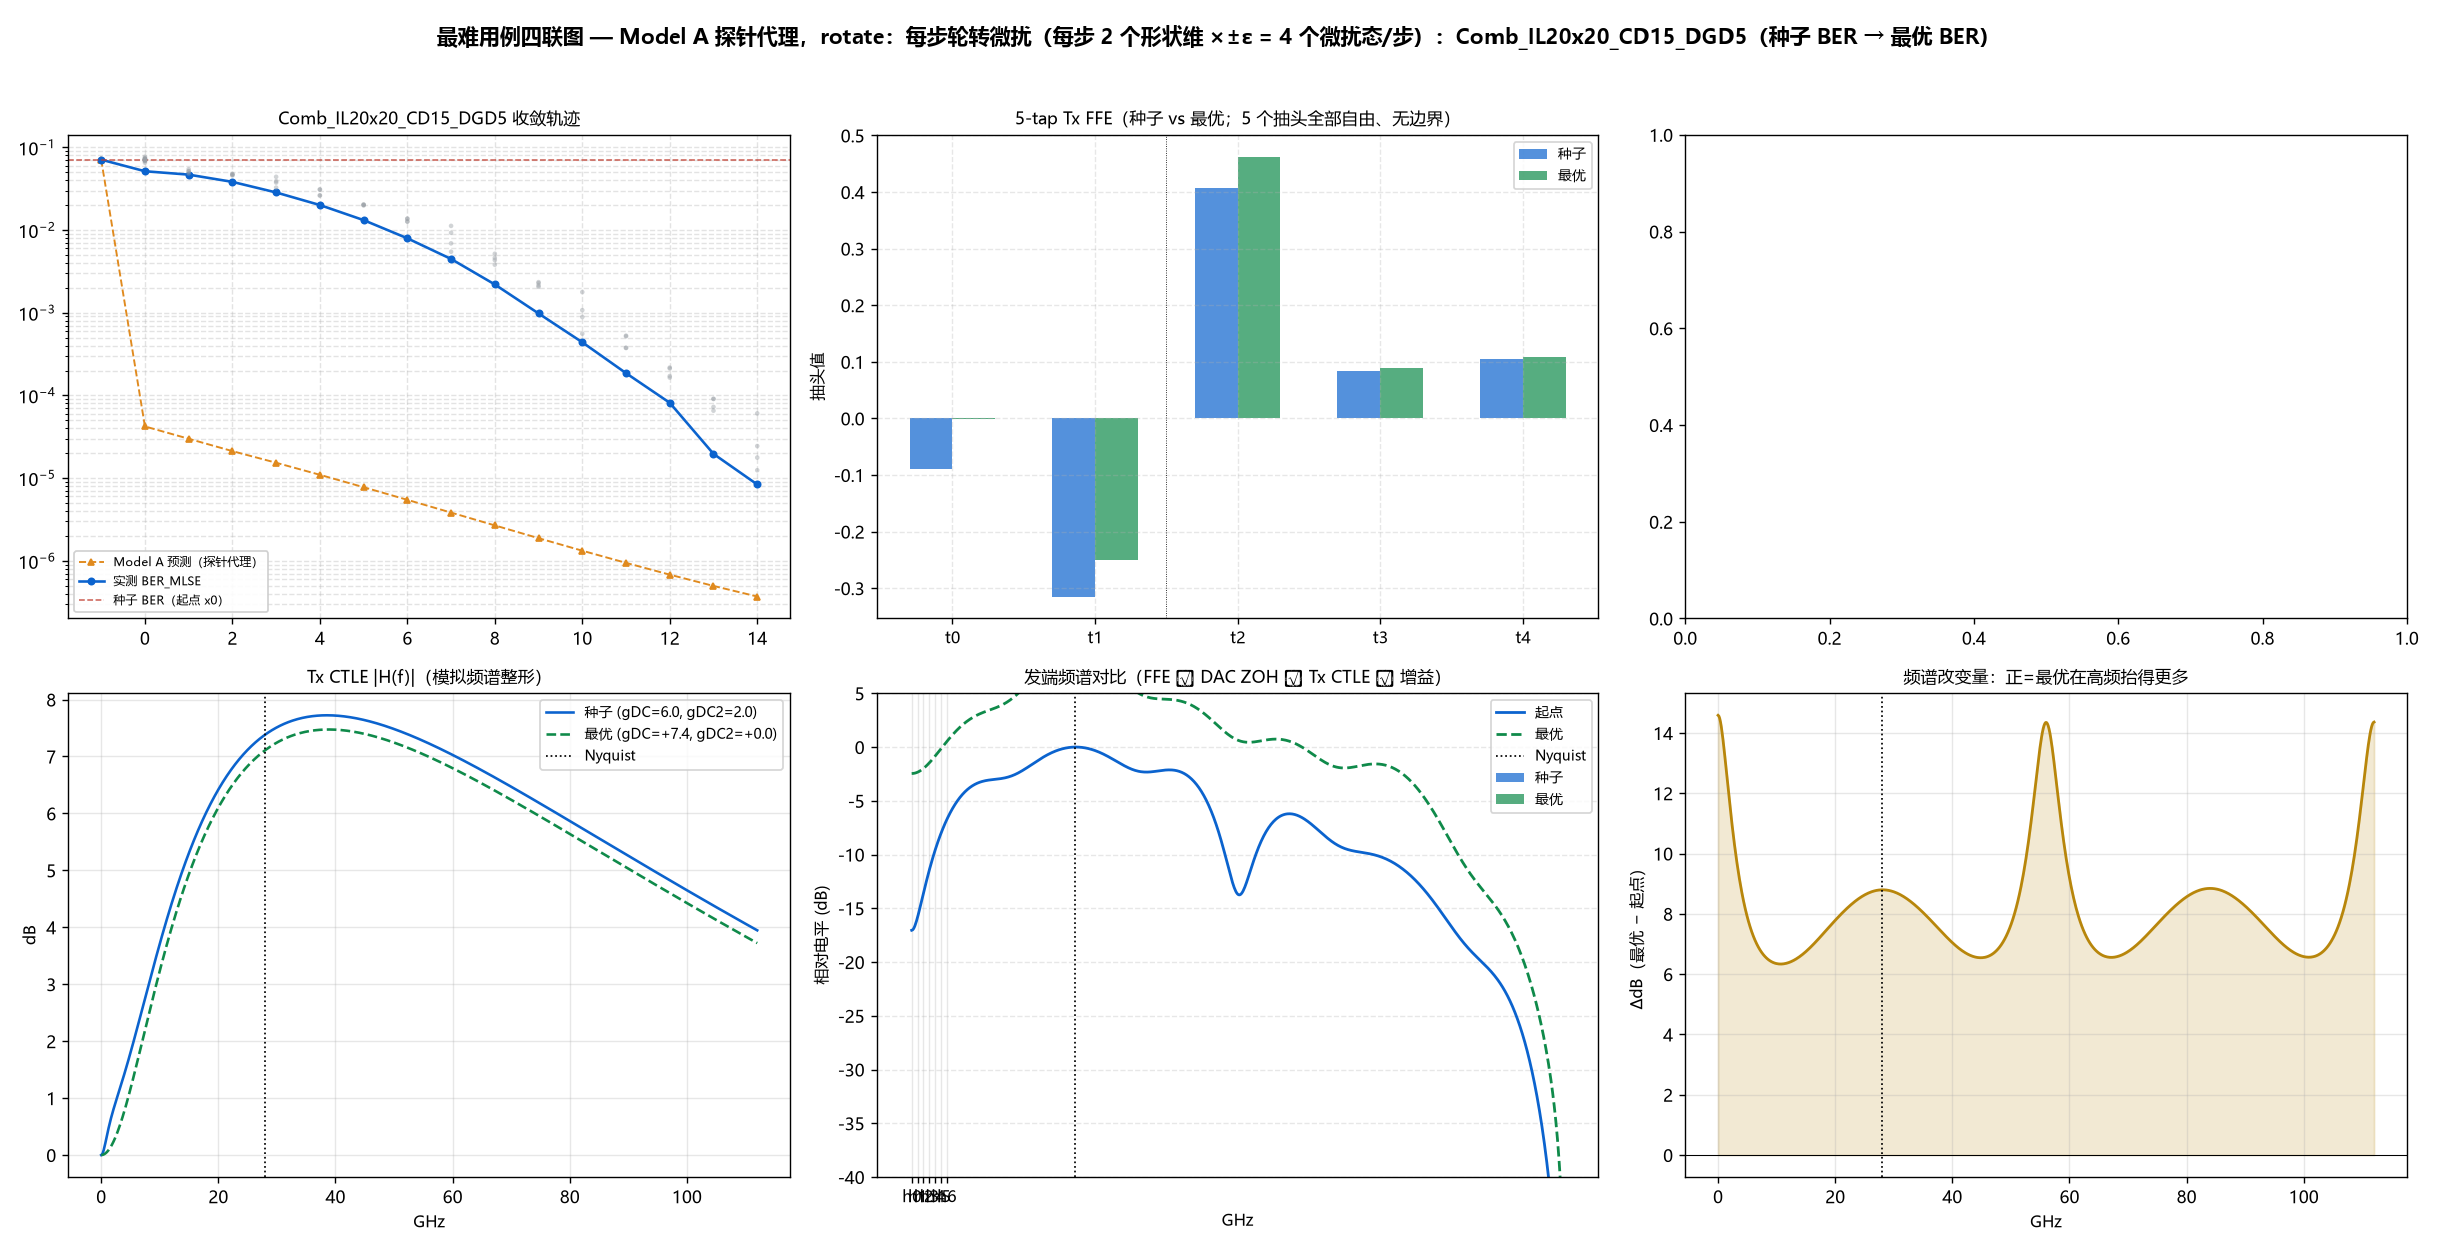 最难用例四联图 — Model A 探针代理，rotate：每步轮转微扰（每步 2 个形状维 ×±ε = 4 个微扰态/步）：Comb_IL20x20_CD15_DGD5（种子 BER → 最优 BER）
Comb_IL20x20_CD15_DGD5 收敛轨迹
10⁻¹
10⁻²
10⁻³
10⁻⁴
10⁻⁵
10⁻⁶
Model A 预测（探针代理）
实测 BER_MLSE
种子 BER（起点 x0）
0 2 4 6 8 10 12 14
5-tap Tx FFE（种子 vs 最优；5 个抽头全部自由、无边界）
抽头值
0.5
0.4
0.3
0.2
0.1
0.0
-0.1
-0.2
-0.3
种子
最优
t0 t1 t2 t3 t4
1.0
0.8
0.6
0.4
0.2
0.0
0.0 0.2 0.4 0.6 0.8 1.0
Tx CTLE |H(f)|（模拟频谱整形）
dB
8
7
6
5
4
3
2
1
0
种子 (gDC=6.0, gDC2=2.0)
最优 (gDC=+7.4, gDC2=+0.0)
Nyquist
0 20 40 60 80 100
GHz
发端频谱对比（FFE DAC ZOH Tx CTLE 增益）
相对电平 (dB)
5
0
-5
-10
-15
-20
-25
-30
-35
-40
起点
最优
Nyquist
种子
最优
GHz
频谱改变量：正=最优在高频抬得更多
ΔdB（最优 − 起点）
14
12
10
8
6
4
2
0
0 20 40 60 80 100
GHz